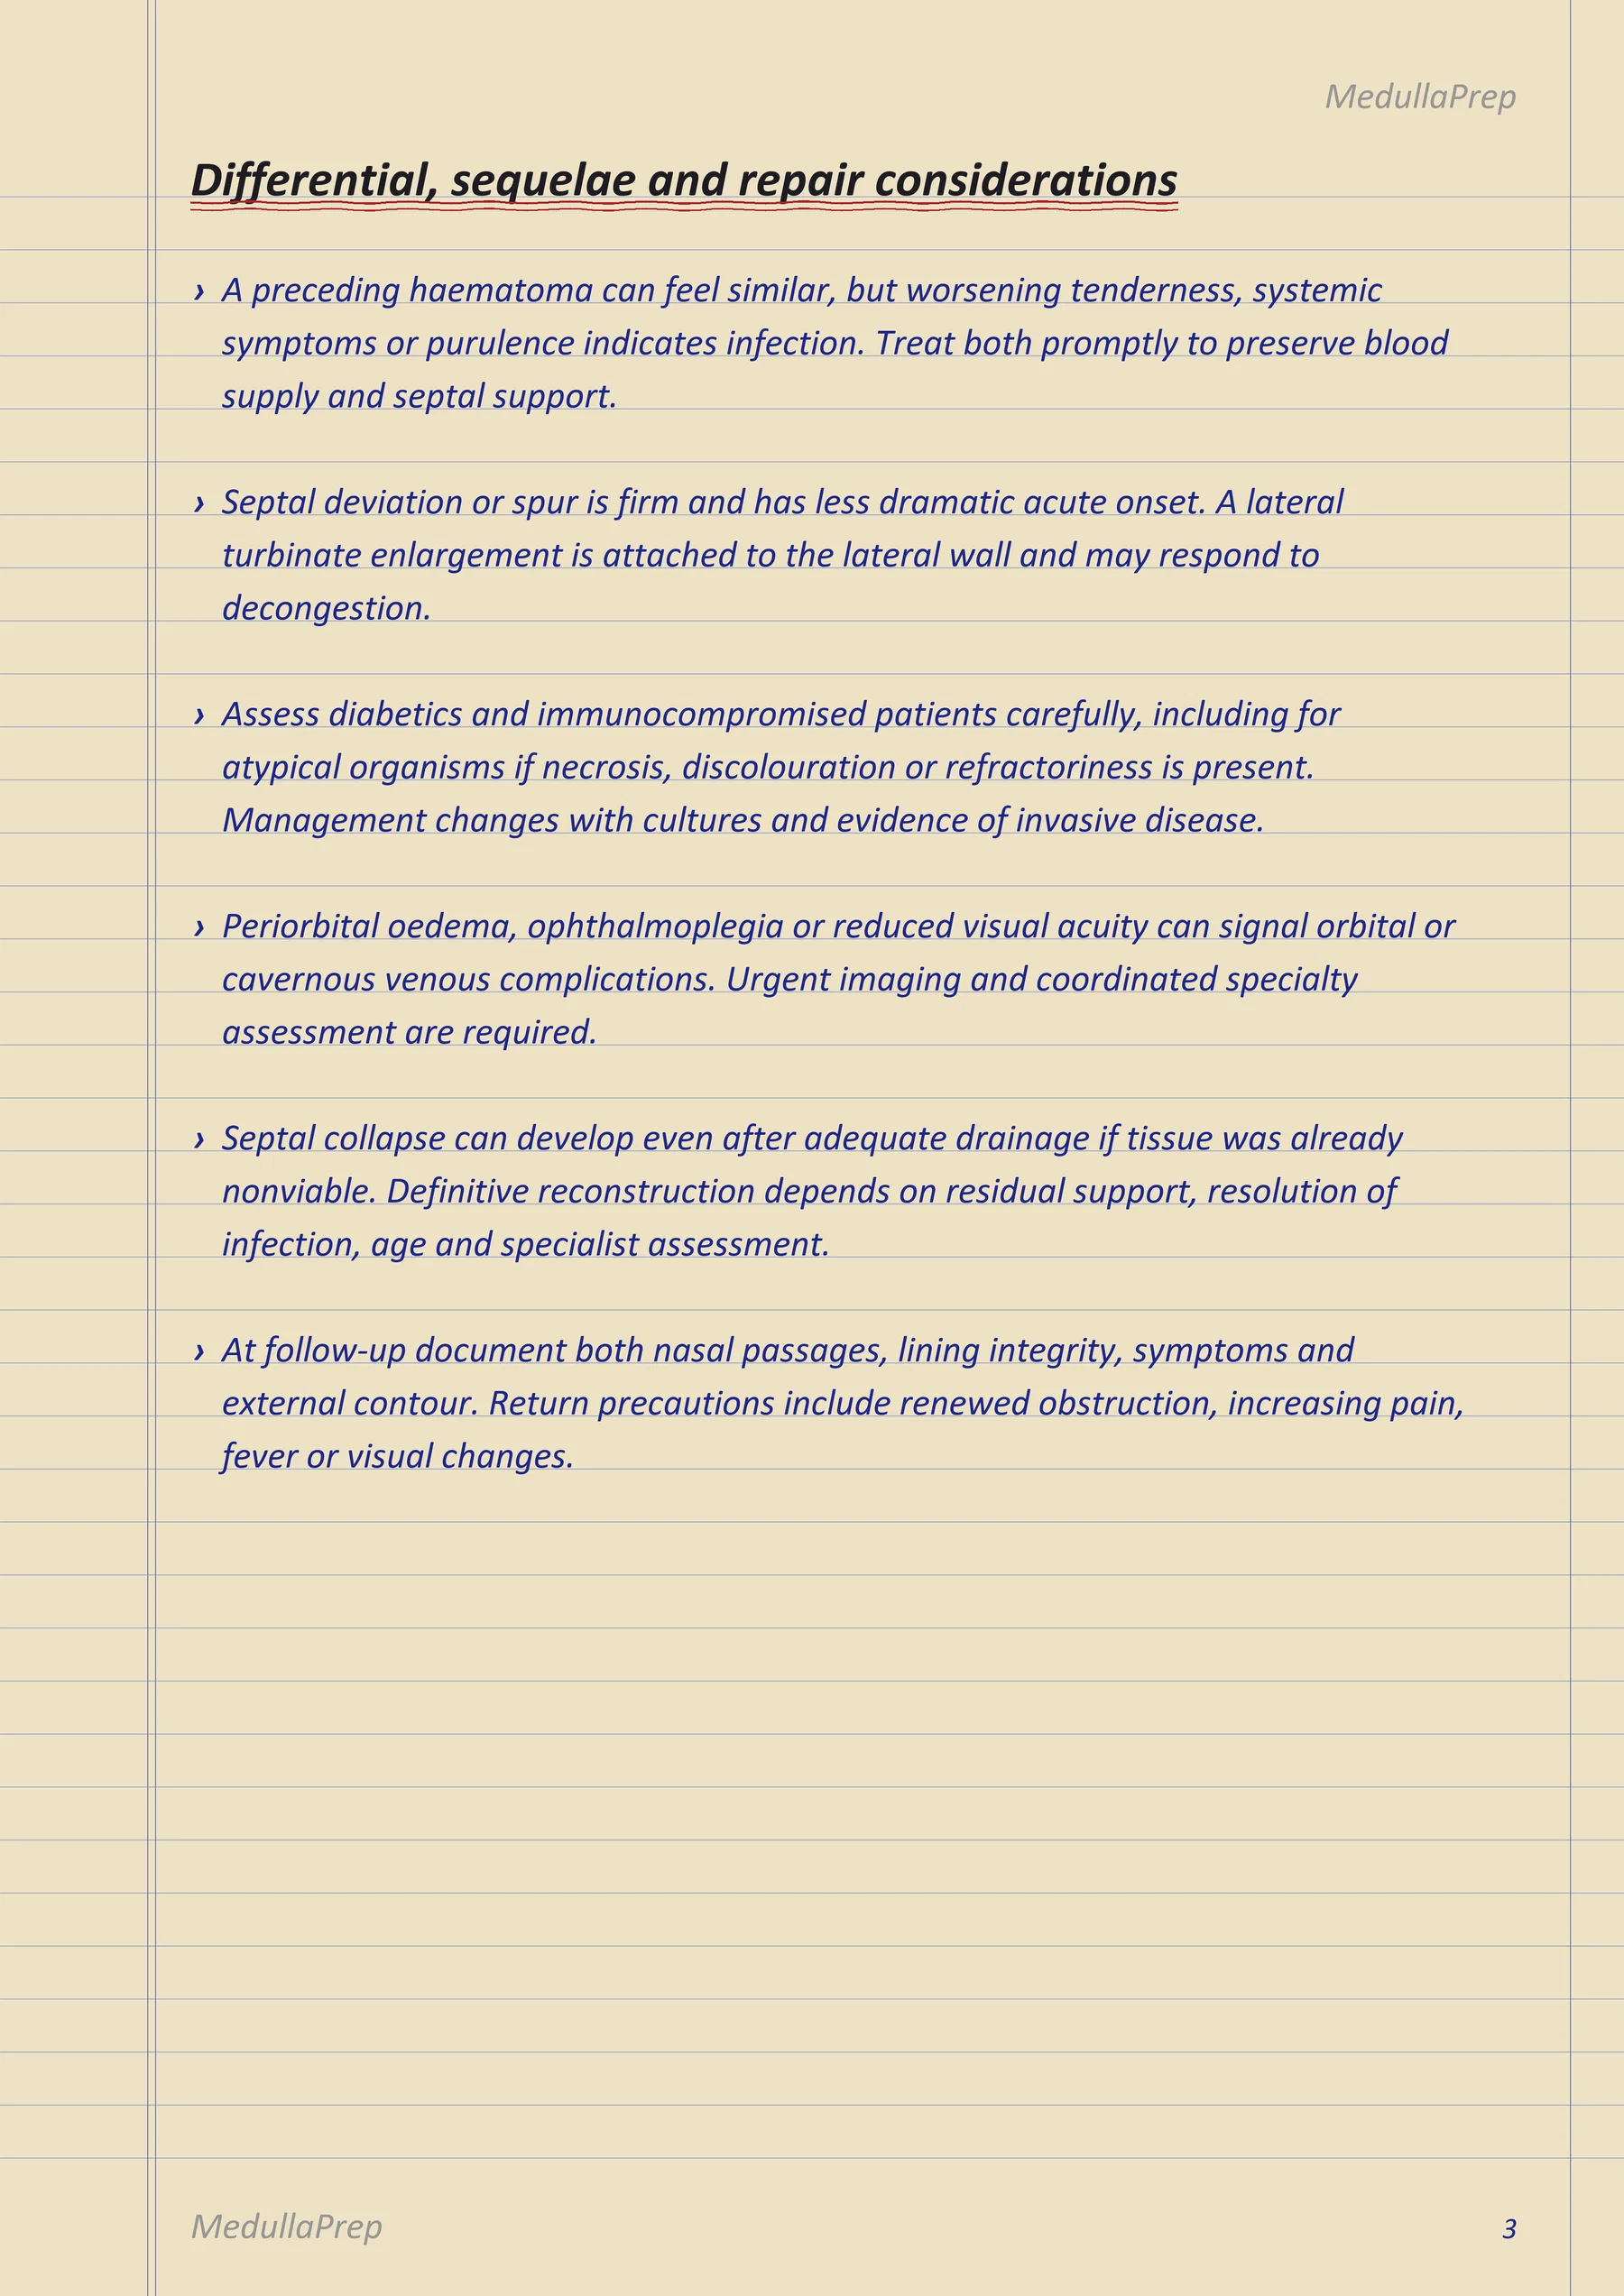 MedullaPrep
Differential, sequelae and repair considerations
› A preceding haematoma can feel similar, but worsening tenderness, systemic
symptoms or purulence indicates infection. Treat both promptly to preserve blood
supply and septal support.
› Septal deviation or spur is firm and has less dramatic acute onset. A lateral
turbinate enlargement is attached to the lateral wall and may respond to
decongestion.
› Assess diabetics and immunocompromised patients carefully, including for
atypical organisms if necrosis, discolouration or refractoriness is present.
Management changes with cultures and evidence of invasive disease.
› Periorbital oedema, ophthalmoplegia or reduced visual acuity can signal orbital or
cavernous venous complications. Urgent imaging and coordinated specialty
assessment are required.
› Septal collapse can develop even after adequate drainage if tissue was already
nonviable. Definitive reconstruction depends on residual support, resolution of
infection, age and specialist assessment.
› At follow-up document both nasal passages, lining integrity, symptoms and
external contour. Return precautions include renewed obstruction, increasing pain,
fever or visual changes.
MedullaPrep
3